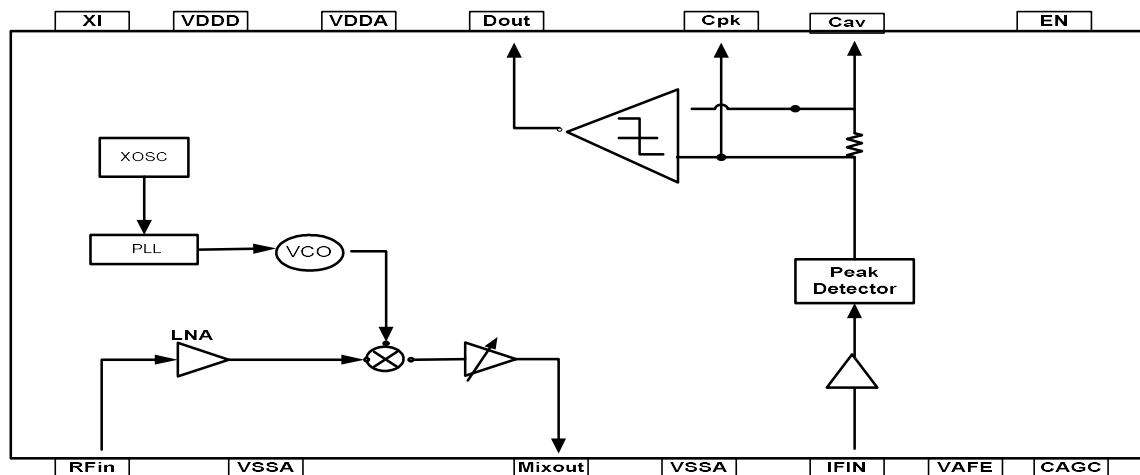 XI VDDD VDDA Dout Cpk Cav EN
XOSC
PLL
VCO
Peak
Detector
LNA
RFin VSSA Mixout VSSA IFIN VAFE CAGC